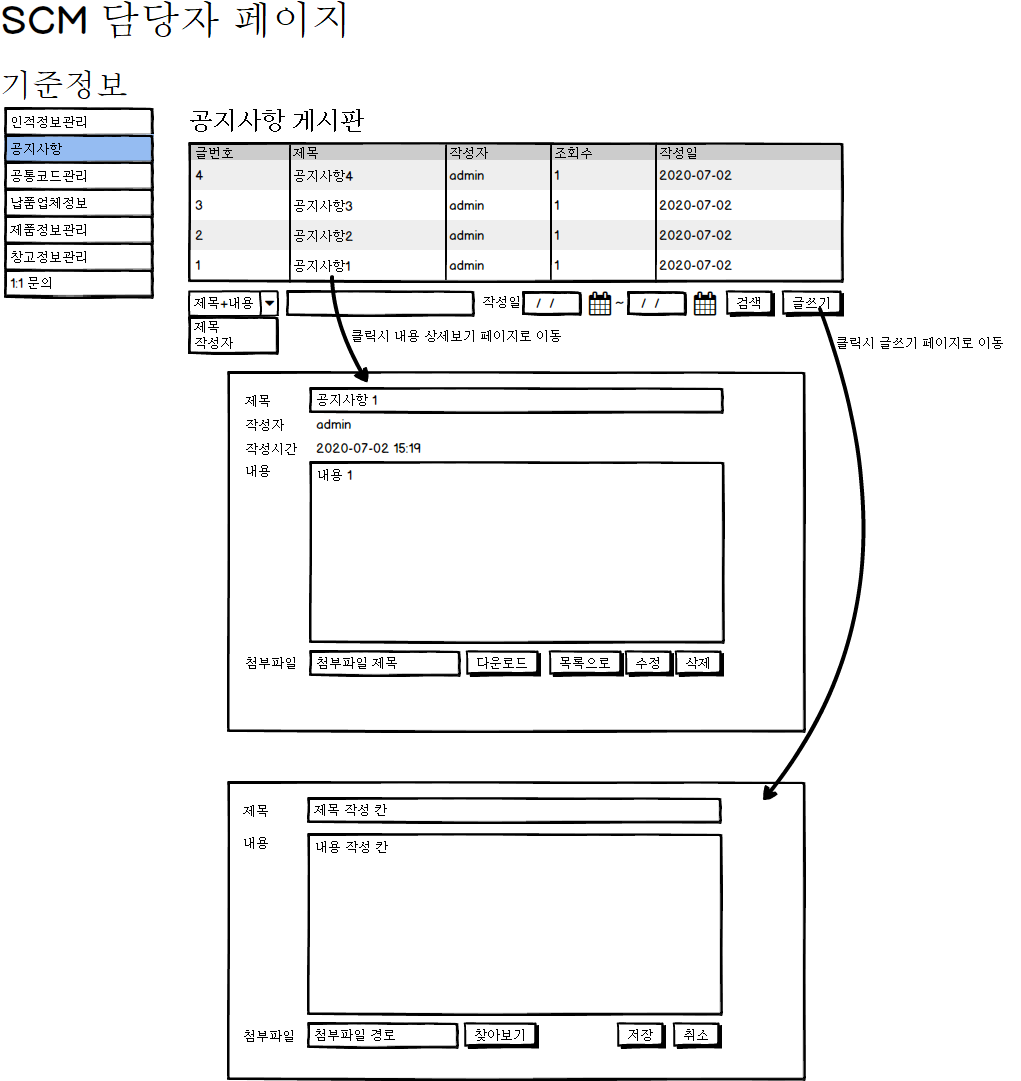 SCM 담당자 페이지
기준정보
인적정보관리
공지사항
공통코드관리
납품업체정보
제품정보관리
창고정보관리
1:1 문의
공지사항 게시판
글번호 제목 작성자 조회수 작성일
4 공지사항4 admin 1 2020-07-02
3 공지사항3 admin 1 2020-07-02
2 공지사항2 admin 1 2020-07-02
1 공지사항1 admin 1 2020-07-02
제목+내용 작성일 / / ~ / / 검색 글쓰기
제목
작성자
클릭시 내용 상세보기 페이지로 이동
클릭시 글쓰기 페이지로 이동
제목 공지사항 1
작성자 admin
작성시간 2020-07-02 15:19
내용 내용 1
첨부파일 첨부파일 제목 다운로드 목록으로 수정 삭제
제목 제목 작성 칸
내용 내용 작성 칸
첨부파일 첨부파일 경로 찾아보기 저장 취소